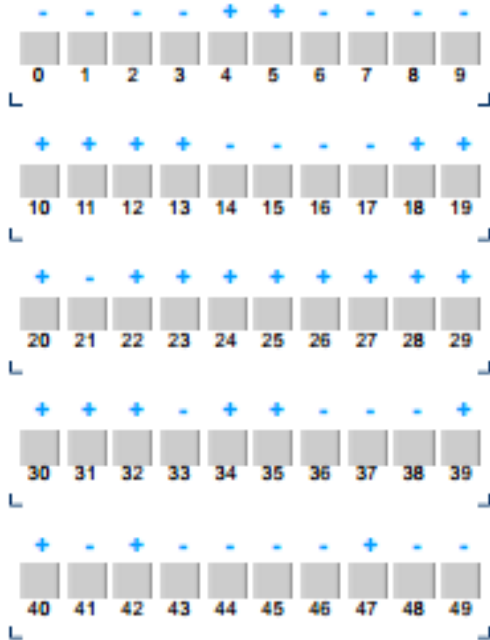 - - - - + + - - - -
0 1 2 3 4 5 6 7 8 9
+ + + + - - - - + +
10 11 12 13 14 15 16 17 18 19
+ - + + + + + + + +
20 21 22 23 24 25 26 27 28 29
+ + + - + + - - - +
30 31 32 33 34 35 36 37 38 39
+ - + - - - - + - -
40 41 42 43 44 45 46 47 48 49